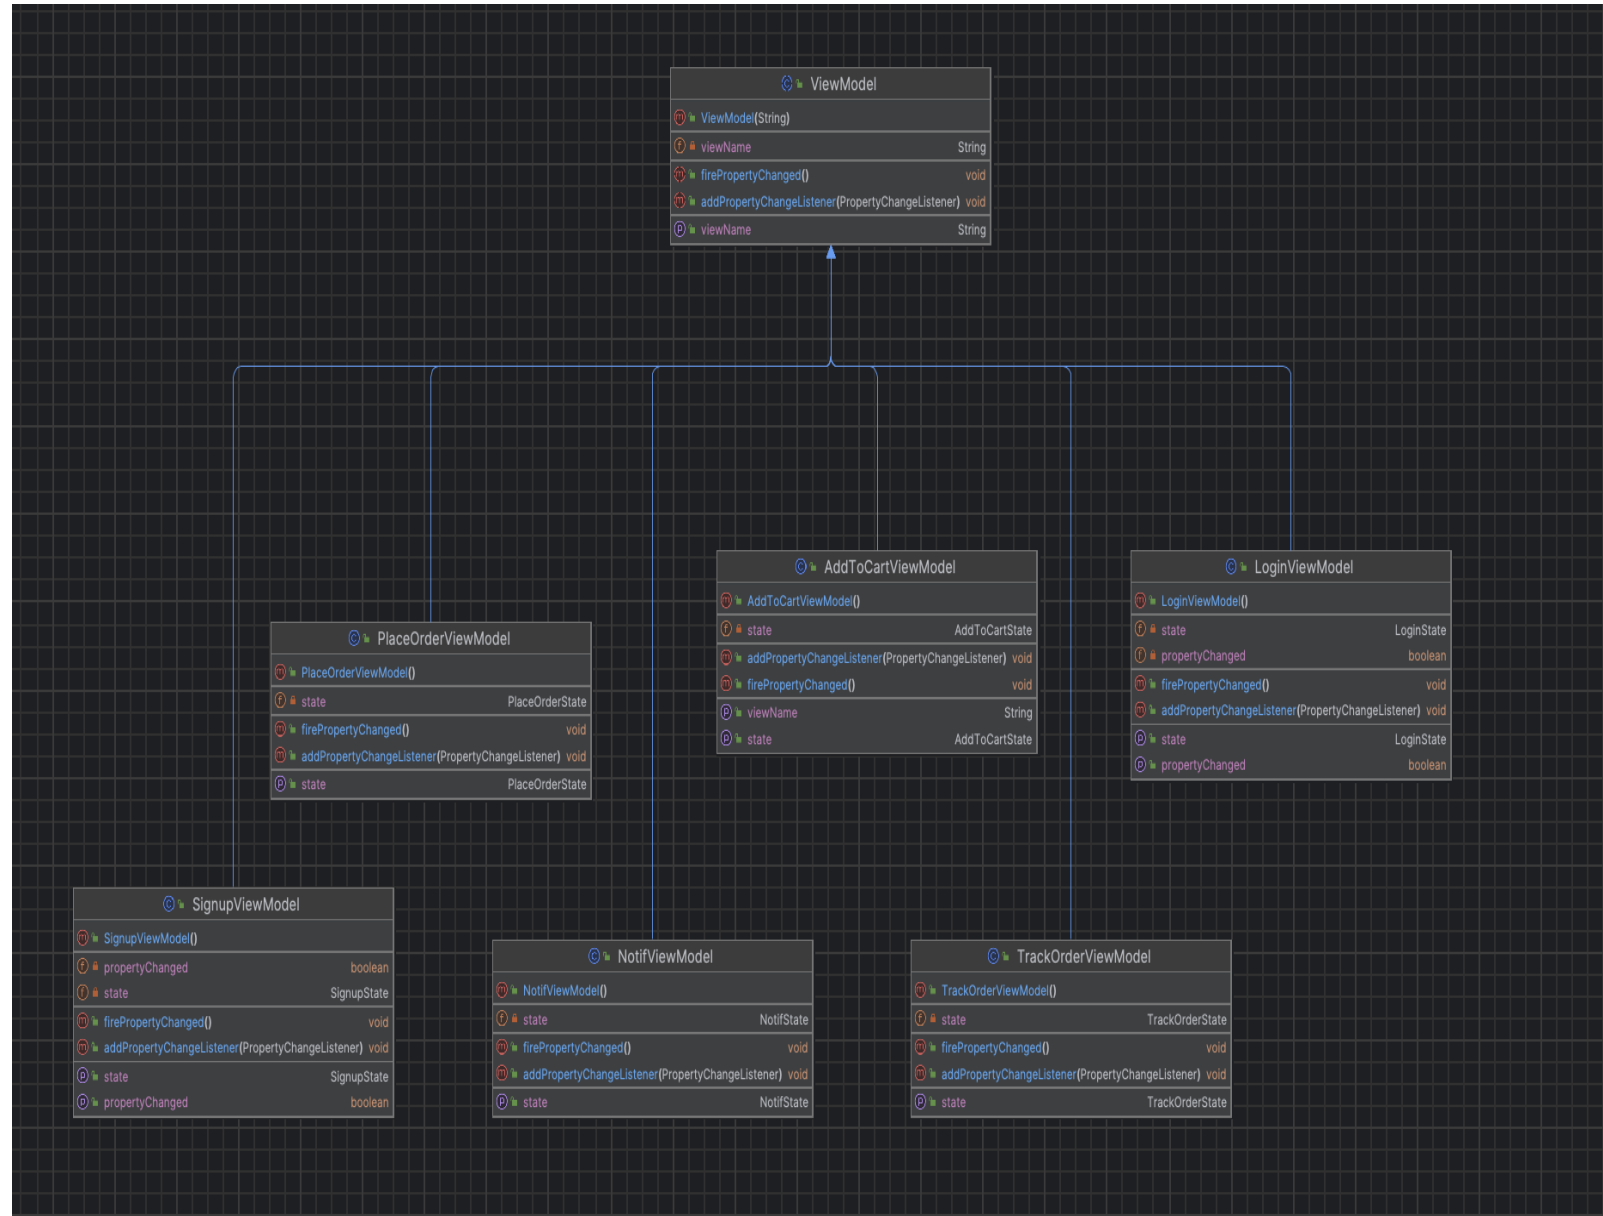 ViewModel
ViewModel(String)
viewName String
firePropertyChanged() void
addPropertyChangeListener(PropertyChangeListener) void
viewName String
AddToCartViewModel
AddToCartViewModel()
state AddToCartState
addPropertyChangeListener(PropertyChangeListener) void
firePropertyChanged() void
viewName String
state AddToCartState
LoginViewModel
LoginViewModel()
state LoginState
propertyChanged boolean
firePropertyChanged() void
addPropertyChangeListener(PropertyChangeListener) void
state LoginState
propertyChanged boolean
PlaceOrderViewModel
PlaceOrderViewModel()
state PlaceOrderState
firePropertyChanged() void
addPropertyChangeListener(PropertyChangeListener) void
state PlaceOrderState
SignupViewModel
SignupViewModel()
propertyChanged boolean
state SignupState
firePropertyChanged() void
addPropertyChangeListener(PropertyChangeListener) void
state SignupState
propertyChanged boolean
NotifViewModel
NotifViewModel()
state NotifState
firePropertyChanged() void
addPropertyChangeListener(PropertyChangeListener) void
state NotifState
TrackOrderViewModel
TrackOrderViewModel()
state TrackOrderState
firePropertyChanged() void
addPropertyChangeListener(PropertyChangeListener) void
state TrackOrderState